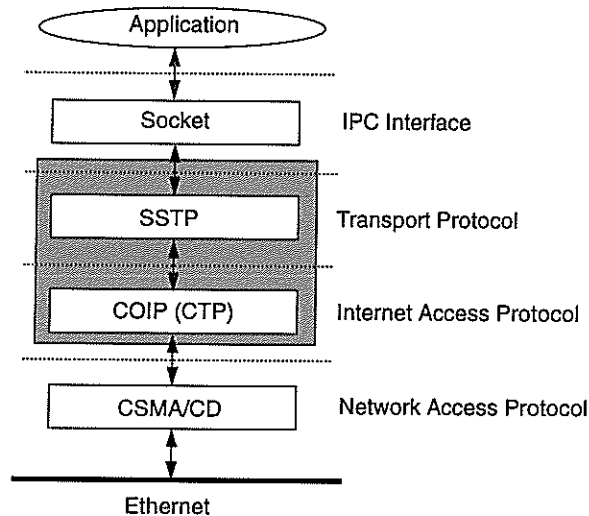 Application
Socket
IPC Interface
SSTP
Transport Protocol
COIP (CTP)
Internet Access Protocol
CSMA/CD
Network Access Protocol
Ethernet